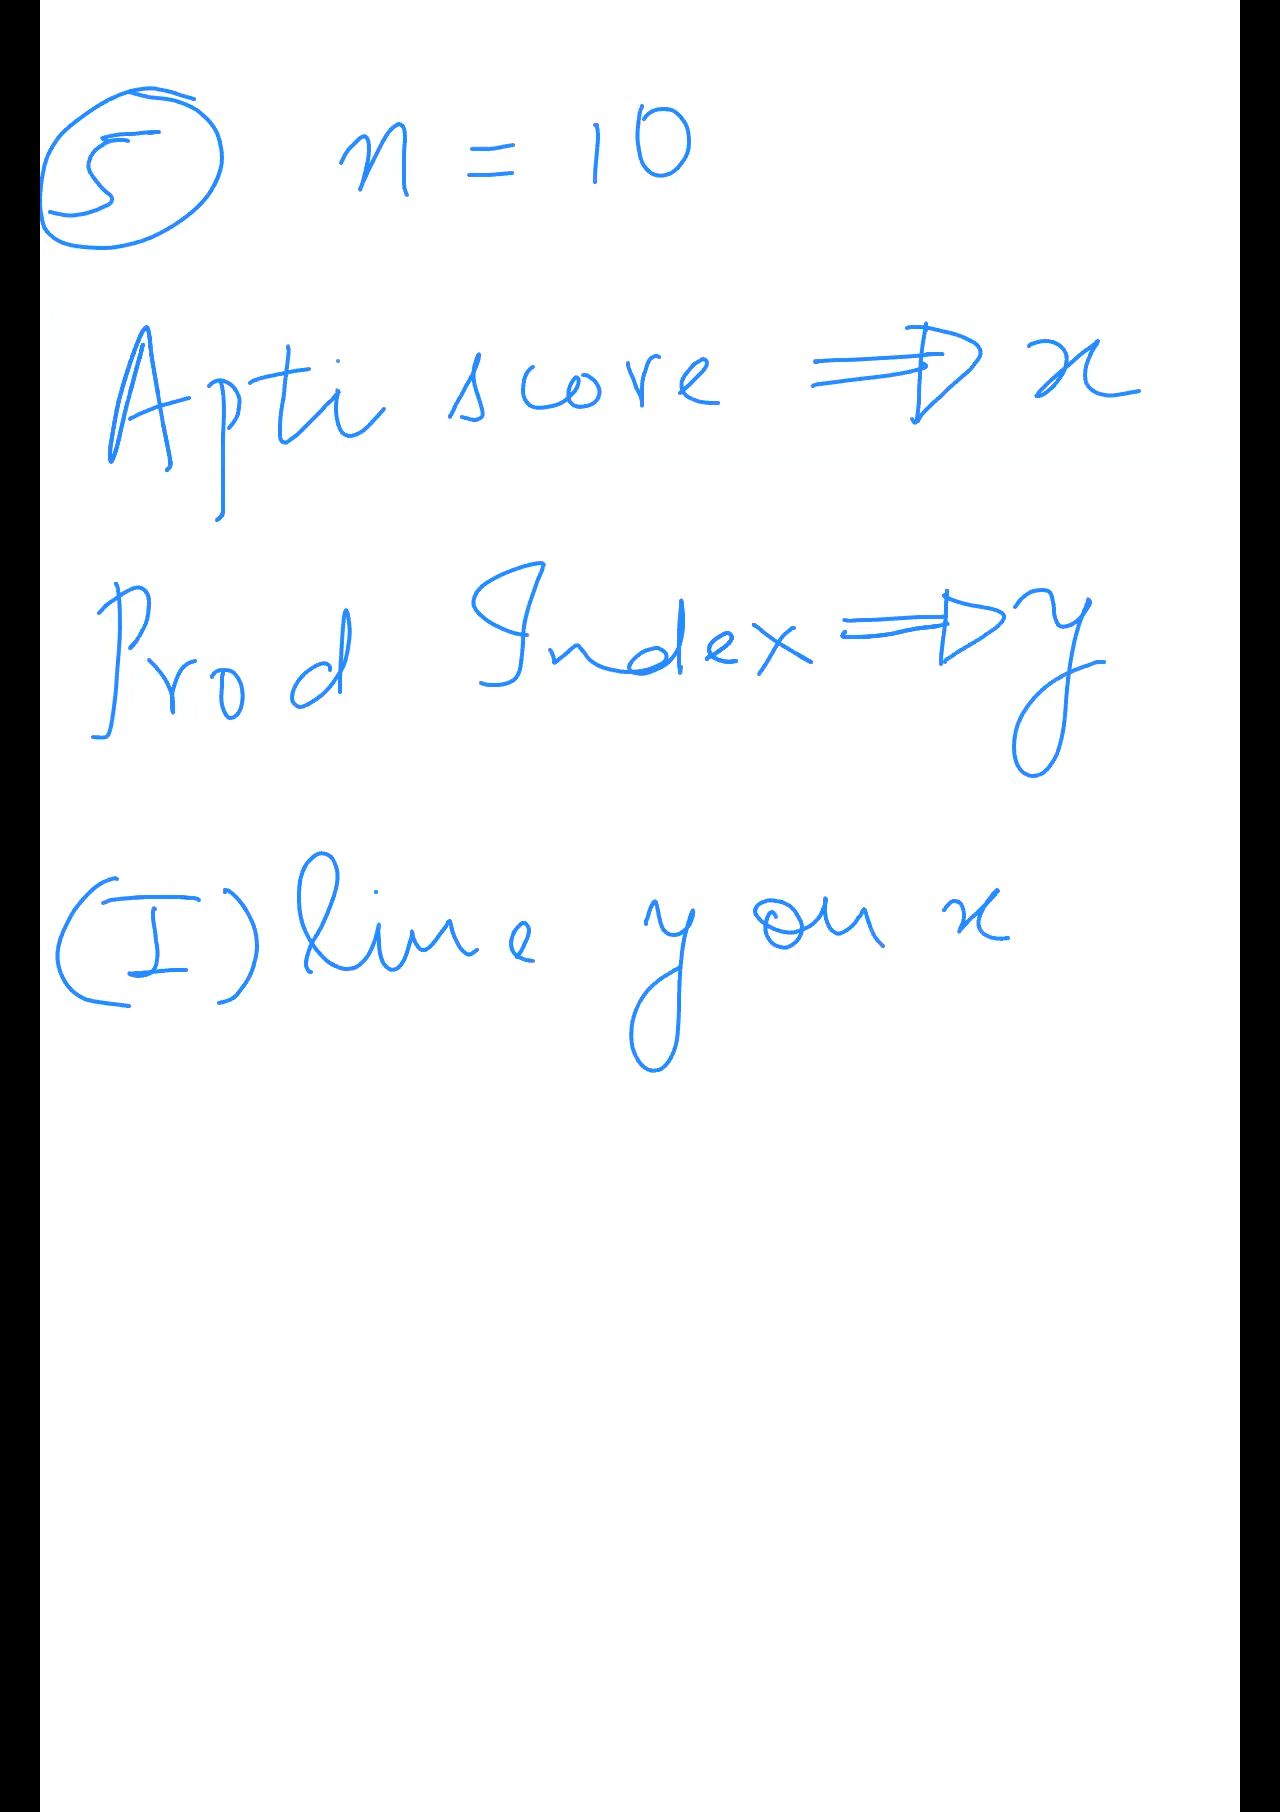 5 n = 10
Apti score ⇒ x
Prod Index ⇒ y
(I) line y on x